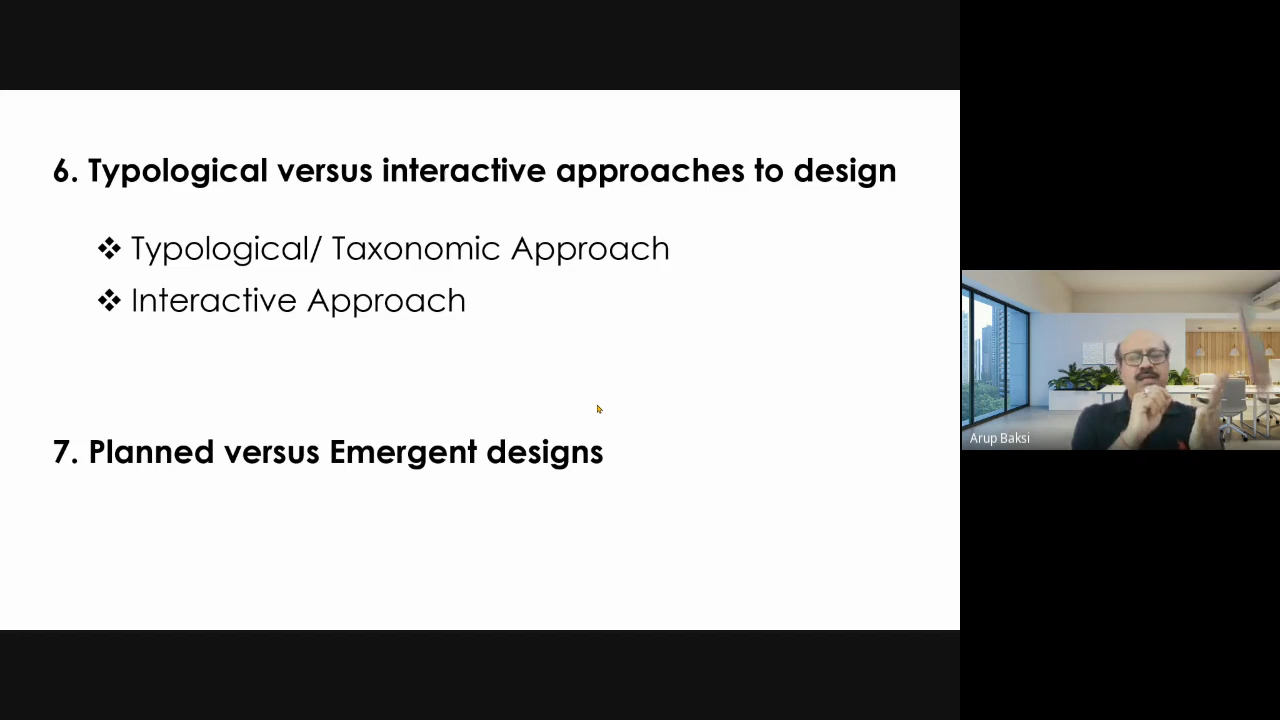 6. Typological versus interactive approaches to design
❖ Typological/ Taxonomic Approach
❖ Interactive Approach
7. Planned versus Emergent designs
Arup Baksi